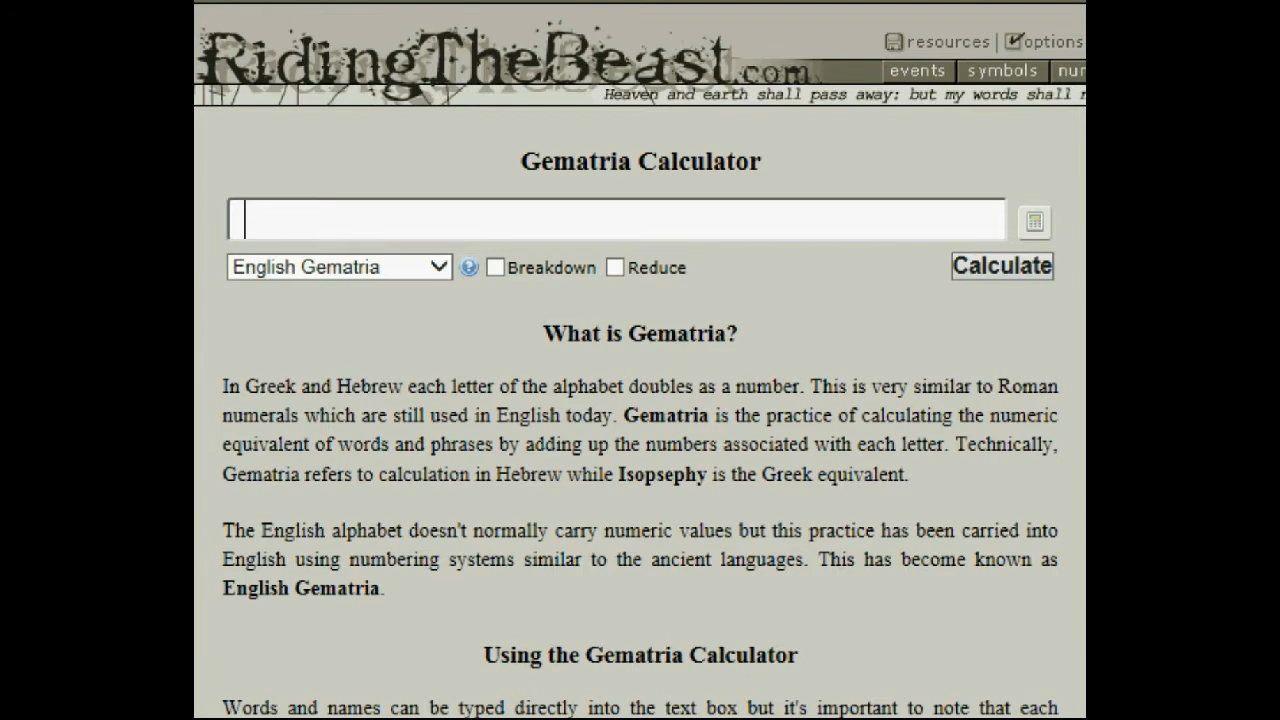 RidingTheBeast.com
resources | options
events symbols
Heaven and earth shall pass away: but my words shall
Gematria Calculator
English Gematria Breakdown Reduce Calculate
What is Gematria?
In Greek and Hebrew each letter of the alphabet doubles as a number. This is very similar to Roman
numerals which are still used in English today. Gematria is the practice of calculating the numeric
equivalent of words and phrases by adding up the numbers associated with each letter. Technically,
Gematria refers to calculation in Hebrew while Isopsephy is the Greek equivalent.
The English alphabet doesn't normally carry numeric values but this practice has been carried into
English using numbering systems similar to the ancient languages. This has become known as
English Gematria.
Using the Gematria Calculator
Words and names can be typed directly into the text box but it's important to note that each